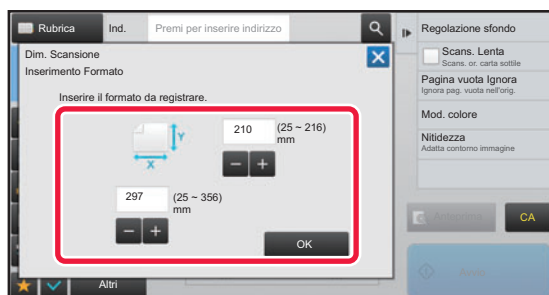 Rubrica
Ind.
Premi per inserire indirizzo
Regolazione sfondo
Dim. Scansione
Inserimento Formato
Scans. Lenta
Scans. or. carta sottile
Pagina vuota Ignora
Ignora pag. vuota nell'orig.
Inserire il formato da registrare.
Mod. colore
Nitidezza
Adatta contorno immagine
Y
X
210
(25 ~ 216)
mm
297
(25 ~ 356)
mm
OK
CA
Altri